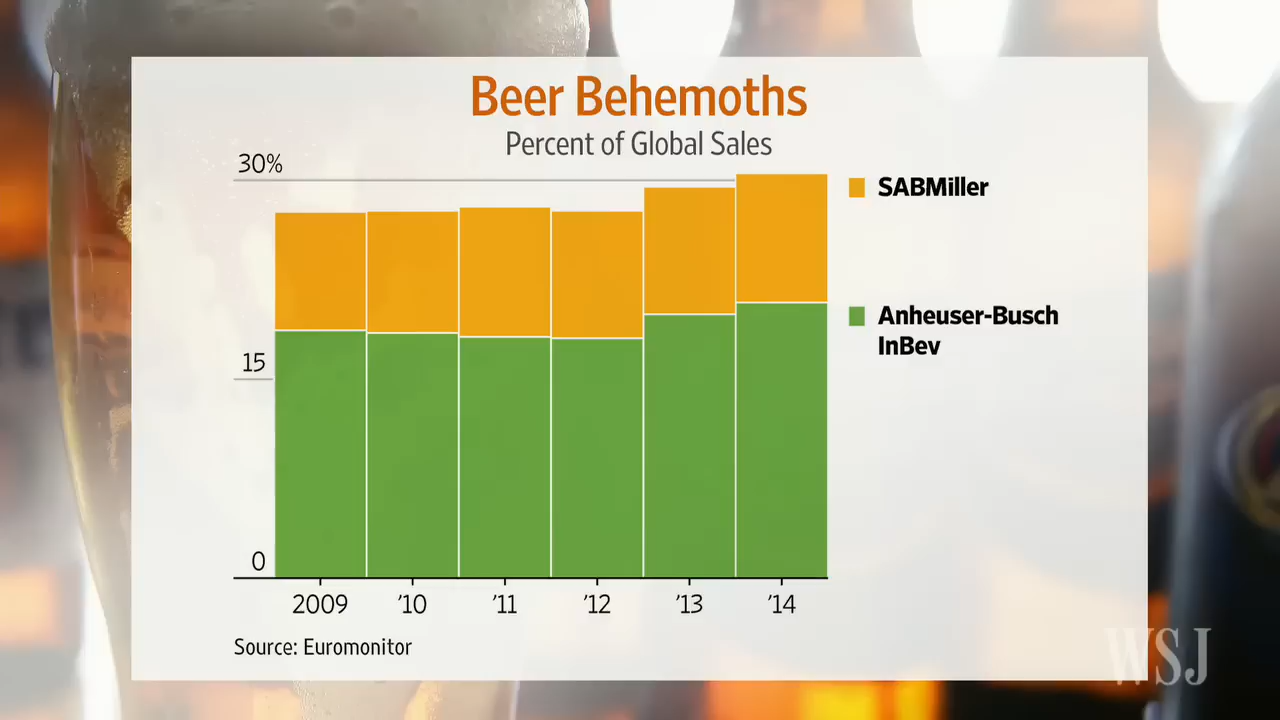 Beer Behemoths
Percent of Global Sales
30%
SABMiller
Anheuser-Busch
InBev
15
0
2009 ’10 ’11 ’12 ’13 ’14
Source: Euromonitor
WSJ